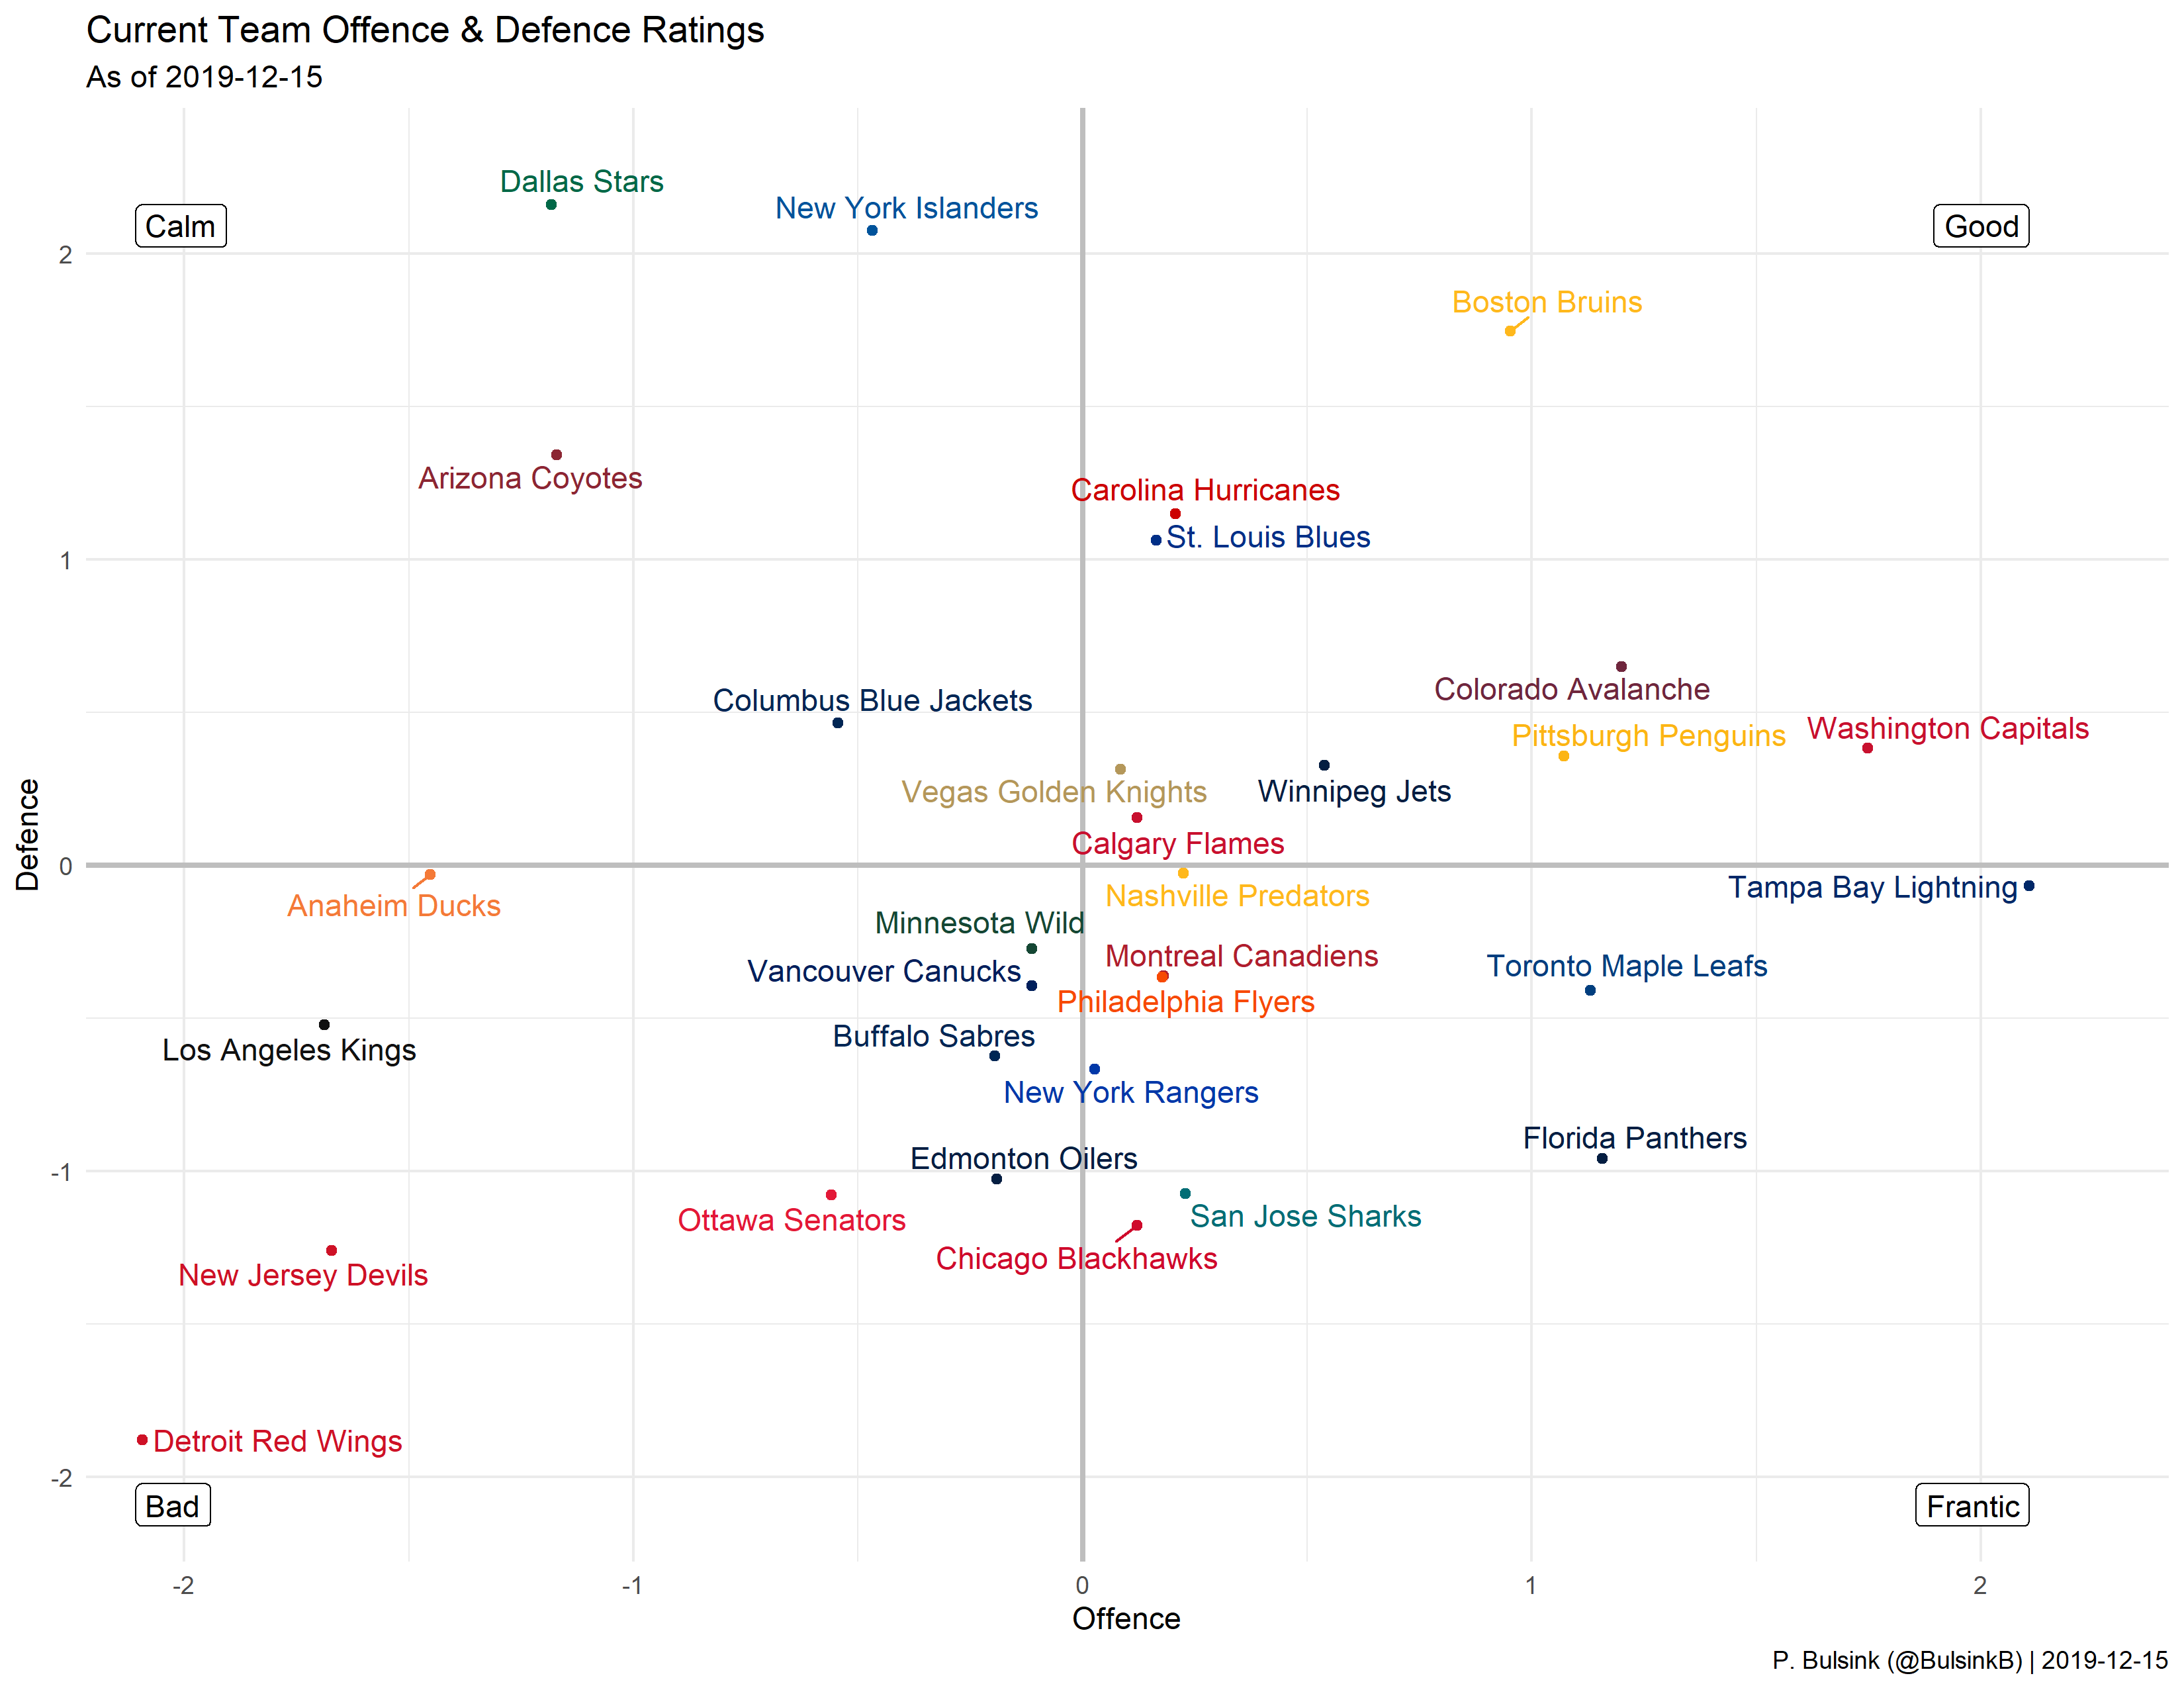 Current Team Offence & Defence Ratings
As of 2019-12-15
Dallas Stars
New York Islanders
Calm
Good
2
Boston Bruins
Arizona Coyotes
Carolina Hurricanes
St. Louis Blues
1
Colorado Avalanche
Columbus Blue Jackets
Washington Capitals
Pittsburgh Penguins
Vegas Golden Knights
Winnipeg Jets
Calgary Flames
Defence
0
Tampa Bay Lightning
Nashville Predators
Anaheim Ducks
Minnesota Wild
Montreal Canadiens
Toronto Maple Leafs
Vancouver Canucks
Philadelphia Flyers
Buffalo Sabres
Los Angeles Kings
New York Rangers
Florida Panthers
Edmonton Oilers
-1
San Jose Sharks
Ottawa Senators
Chicago Blackhawks
New Jersey Devils
Detroit Red Wings
-2
Bad
Frantic
-2 -1 0 1 2
Offence
P. Bulsink (@BulsinkB) | 2019-12-15